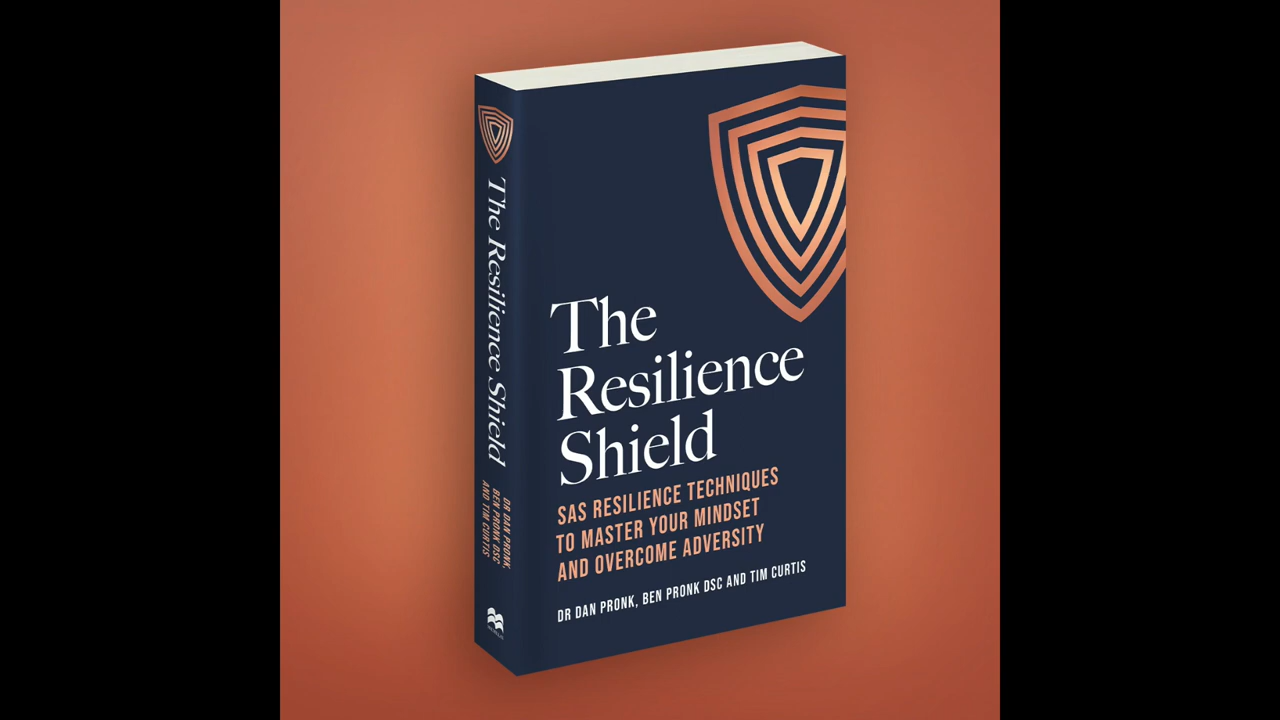 The Resilience Shield
DR DAN PRONK,
BEN PRONK DSC
AND TIM CURTIS
The
Resilience
Shield
SAS RESILIENCE TECHNIQUES
TO MASTER YOUR MINDSET
AND OVERCOME ADVERSITY
DR DAN PRONK, BEN PRONK DSC AND TIM CURTIS